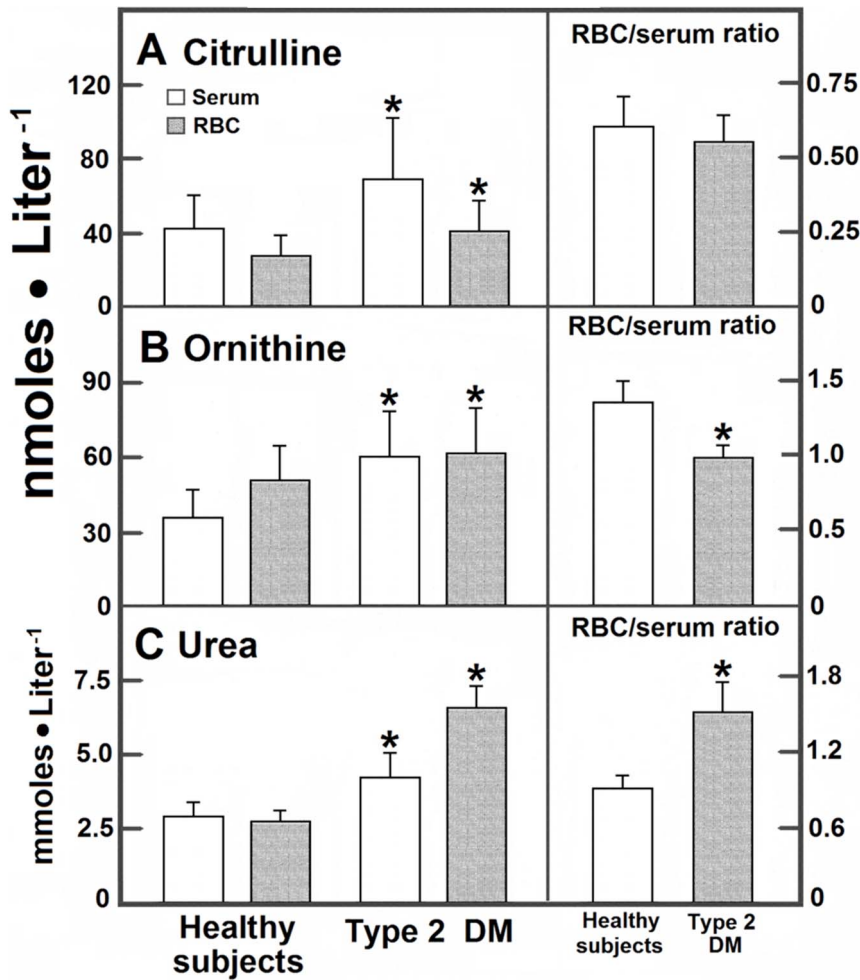 nmoles • Liter-1
mmoles • Liter-1
A Citrulline
Serum
RBC
120
80
40
0
*
*
RBC/serum ratio
0.75
0.50
0.25
0
B Ornithine
90
60
30
0
*
*
RBC/serum ratio
1.5
1.0
0.5
0
*
C Urea
7.5
5.0
2.5
0
*
*
RBC/serum ratio
1.8
1.2
0.6
0
*
Healthy
subjects
Type 2 DM
Healthy
subjects
Type 2
DM